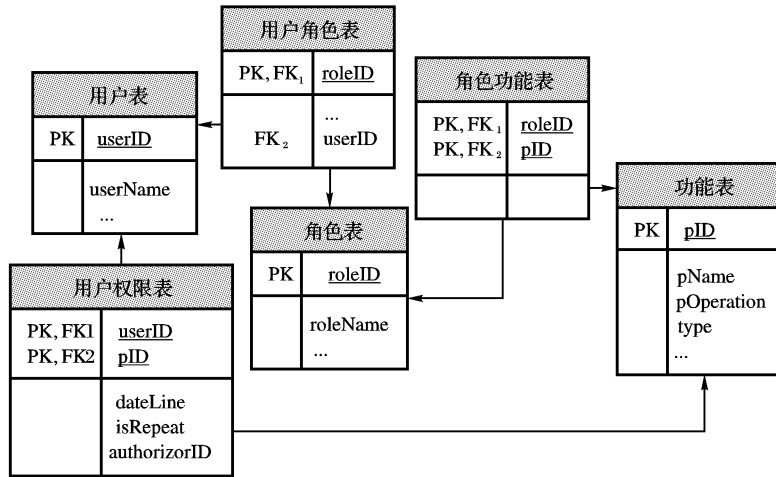 用户角色表
PK, FK₁ roleID
...
FK₂ userID
角色功能表
PK, FK₁ roleID
PK, FK₂ pID
用户表
PK userID
userName
...
功能表
PK pID
pName
pOperation
type
...
角色表
PK roleID
roleName
...
用户权限表
PK, FK1 userID
PK, FK2 pID
dateLine
isRepeat
authorizorID